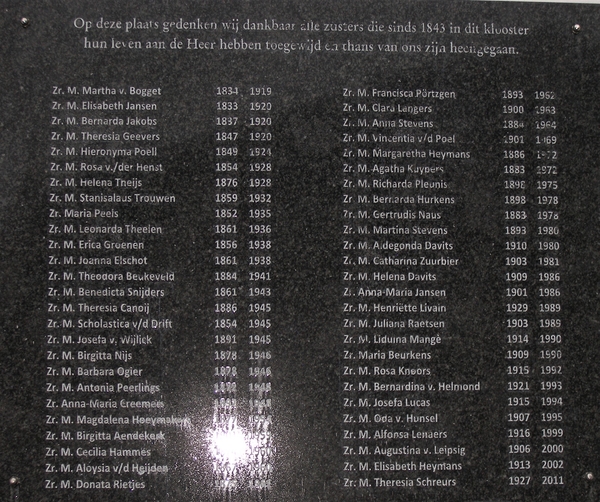 Op deze plaats gedenken wij dankbaar alle zusters die sinds 1843 in dit klooster
hun leven aan de Heer hebben toegewijd en thans van ons zijn heengegaan.
Zr. M. Martha v. Bogget 1834 1919
Zr. M. Elisabeth Jansen 1833 1920
Zr. M. Bernarda Jakobs 1837 1920
Zr. M. Theresia Geevers 1847 1920
Zr. M. Hieronyma Poell 1849 1924
Zr. M. Rosa v./der Henst 1854 1928
Zr. M. Helena Theijs 1876 1928
Zr. M. Stanisalaus Trouwen 1859 1932
Zr. Maria Peels 1852 1935
Zr. M. Leonarda Theelen 1861 1936
Zr. M. Erica Groenen 1856 1938
Zr. M. Joanna Elschot 1861 1938
Zr. M. Theodora Beukeveld 1884 1941
Zr. M. Benedicta Snijders 1861 1943
Zr. M. Theresia Canoij 1886 1945
Zr. M. Scholastica v/d Drift 1854 1945
Zr. M. Josefa v. Wijlick 1891 1945
Zr. M. Birgitta Nijs 1878 1946
Zr. M. Barbara Ogier 1878 1946
Zr. M. Antonia Peerlings 1948
Zr. Anna-Maria Creemers
Zr. M. Magdalena Hoeymakers
Zr. M. Birgitta Aendekerk
Zr. M. Cecilia Hammes
Zr. M. Aloysia v/d Heijden
Zr. M. Donata Rietjes
Zr. M. Francisca Pörtzgen 1893 1962
Zr. M. Clara Langers 1900 1963
Zr. M. Anna Stevens 1884 1964
Zr. M. Vincentia v/d Poel 1901 1969
Zr. M. Margaretha Heymans 1886 1972
Zr. M. Agatha Kuypers 1883 1972
Zr. M. Richarda Pleunis 1898 1975
Zr. M. Bernarda Hurkens 1898 1978
Zr. M. Gertrudis Naus 1883 1978
Zr. M. Martina Stevens 1893 1980
Zr. M. Aldegonda Davits 1910 1980
Zr. M. Catharina Zuurbier 1903 1981
Zr. M. Helena Davits 1909 1986
Zr. Anna-Maria Jansen 1901 1986
Zr. M. Henriëtte Livain 1929 1989
Zr. M. Juliana Raetsen 1903 1989
Zr. M. Liduina Mangé 1914 1990
Zr. Maria Beurkens 1909 1990
Zr. M. Rosa Knoors 1915 1992
Zr. M. Bernardina v. Helmond 1921 1993
Zr. M. Josefa Lucas 1915 1994
Zr. M. Oda v. Hunsel 1907 1995
Zr. M. Alfonsa Lenaers 1916 1999
Zr. M. Augustina v. Leipsig 1906 2000
Zr. M. Elisabeth Heymans 1913 2002
Zr. M. Theresia Schreurs 1927 2011